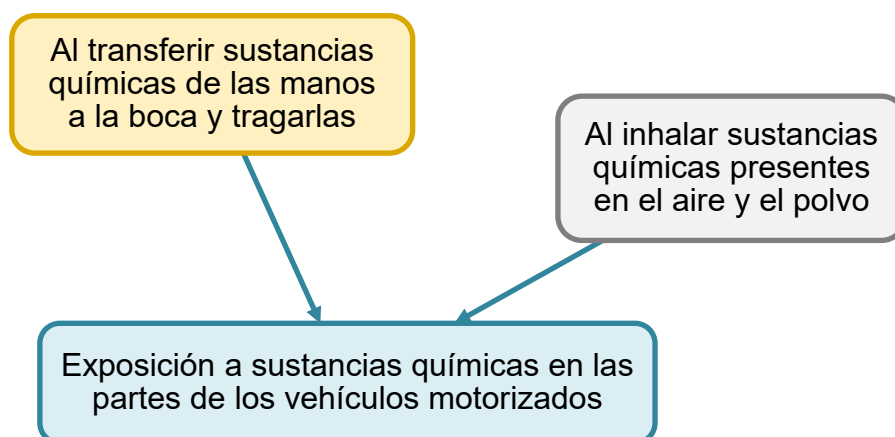 Al transferir sustancias
químicas de las manos
a la boca y tragarlas
Al inhalar sustancias
químicas presentes
en el aire y el polvo
Exposición a sustancias químicas en las
partes de los vehículos motorizados